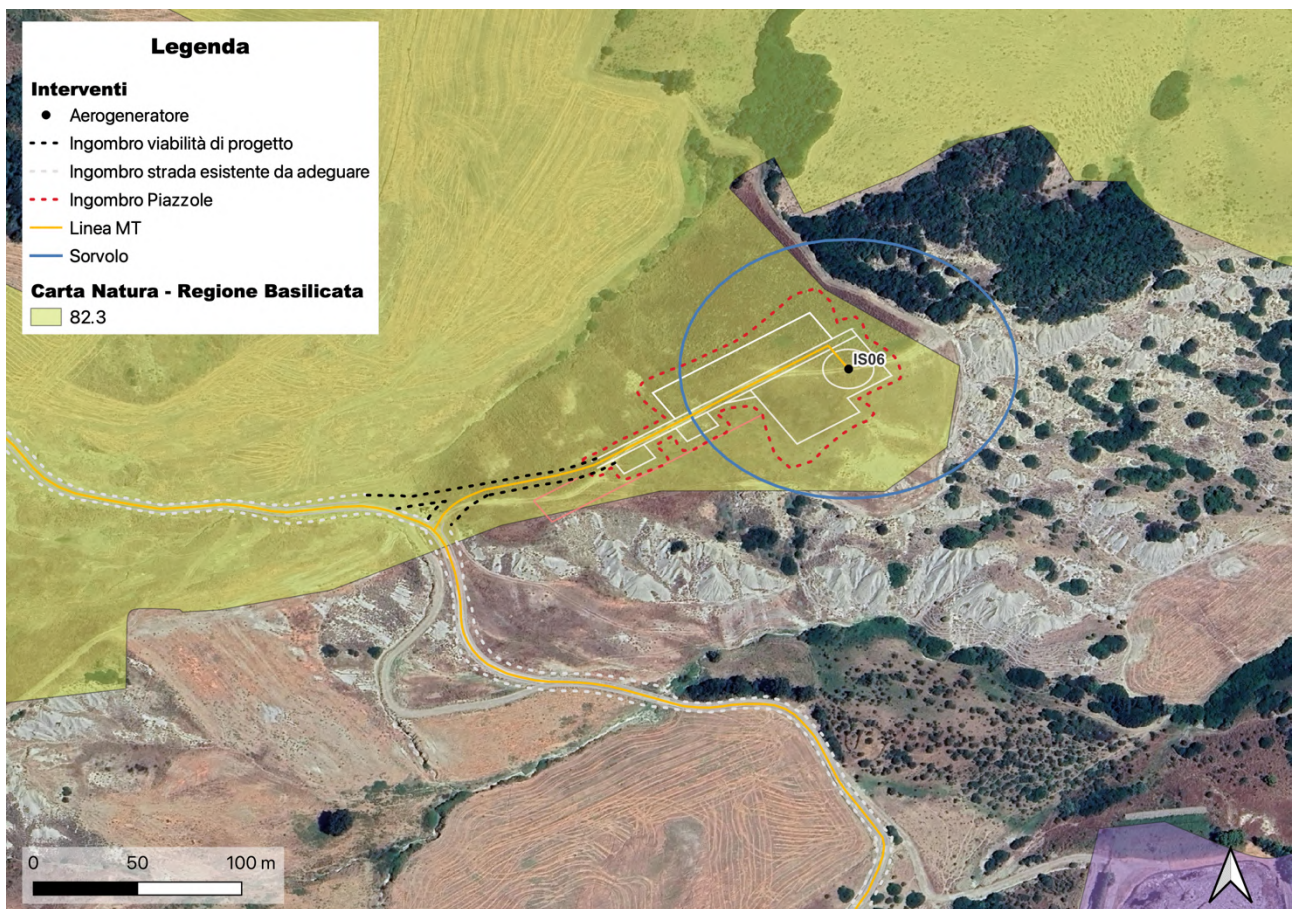 Legenda
Interventi
Aerogeneratore
Ingombro viabilità di progetto
Ingombro strada esistente da adeguare
Ingombro Piazzole
Linea MT
Sorvolo
Carta Natura - Regione Basilicata
82.3
IS06
0 50 100 m